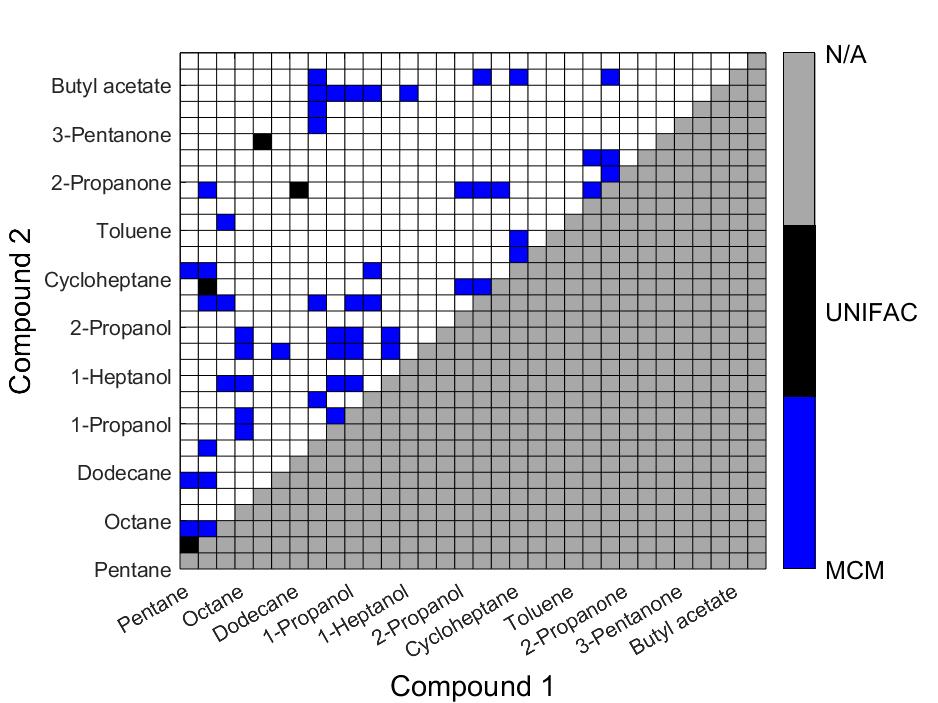 N/A
UNIFAC
MCM
Compound 2
Butyl acetate
3-Pentanone
2-Propanone
Toluene
Cycloheptane
2-Propanol
1-Heptanol
1-Propanol
Dodecane
Octane
Pentane
Pentane
Octane
Dodecane
1-Propanol
1-Heptanol
2-Propanol
Cycloheptane
Toluene
2-Propanone
3-Pentanone
Butyl acetate
Compound 1